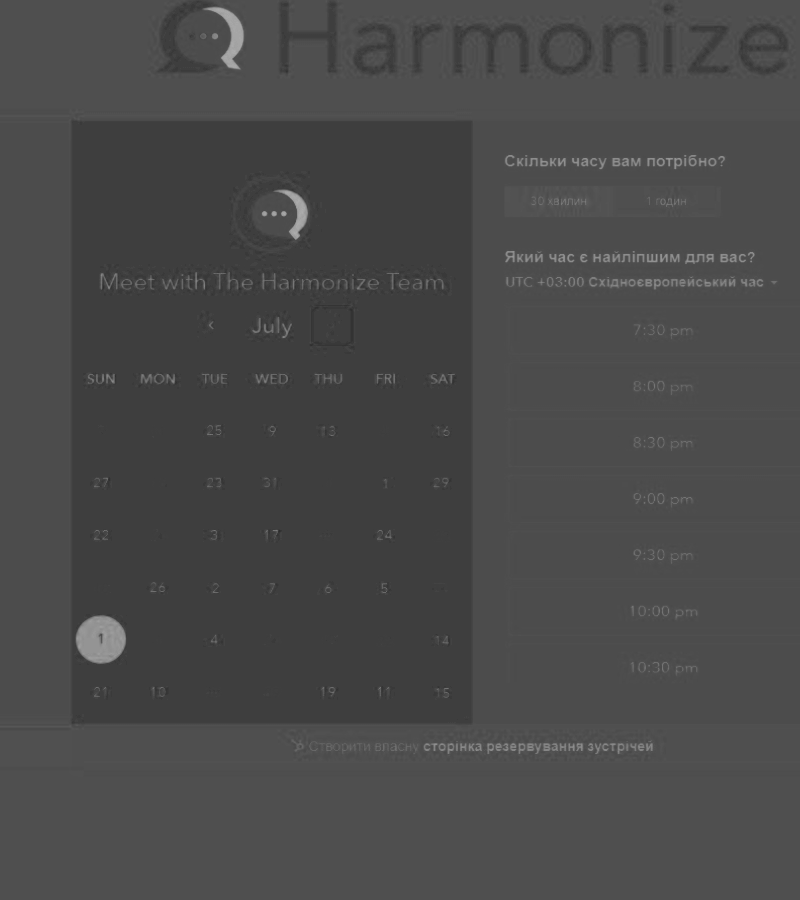 Harmonize
Meet with The Harmonize Team
July
SUN MON TUE WED THU FRI SAT
25 9 13 16
27 23 31 1 29
22 3 17 24
26 2 7 6 5
1 4 14
21 19 11 15
Скільки часу вам потрібно?
30 хвилин 1 годин
Який час є найліпшим для вас?
UTC +03:00 Східноєвропейський час
7:30 pm
8:00 pm
8:30 pm
9:00 pm
9:30 pm
10:00 pm
10:30 pm
Створити власну сторінка резервування зустрічей